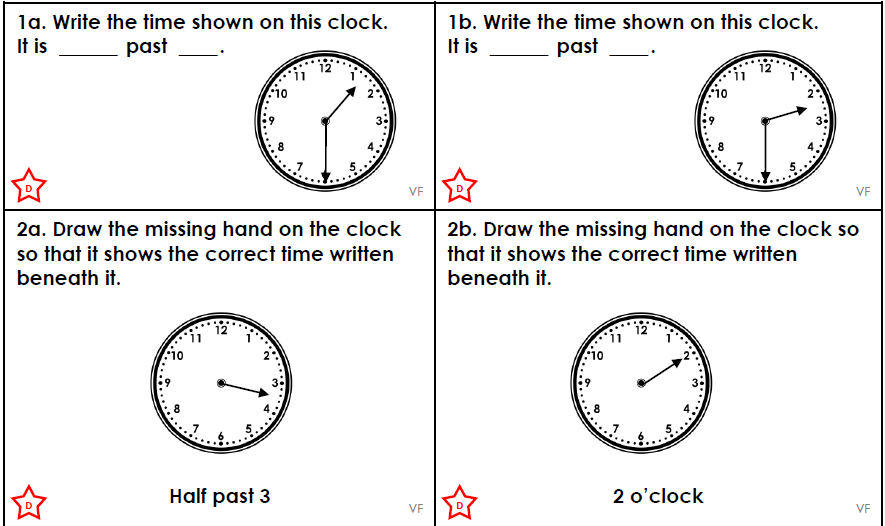 1a. Write the time shown on this clock.
It is ______ past ____.
12
11
1
10
2
9
3
8
4
7
5
D
VF
1b. Write the time shown on this clock.
It is ______ past ____.
12
11
1
10
2
9
3
8
4
7
5
D
VF
2a. Draw the missing hand on the clock
so that it shows the correct time written
beneath it.
12
11
1
10
2
9
3
8
4
7
5
6
Half past 3
D
VF
2b. Draw the missing hand on the clock so
that it shows the correct time written
beneath it.
12
11
1
10
2
9
3
8
4
7
5
6
2 o’clock
D
VF